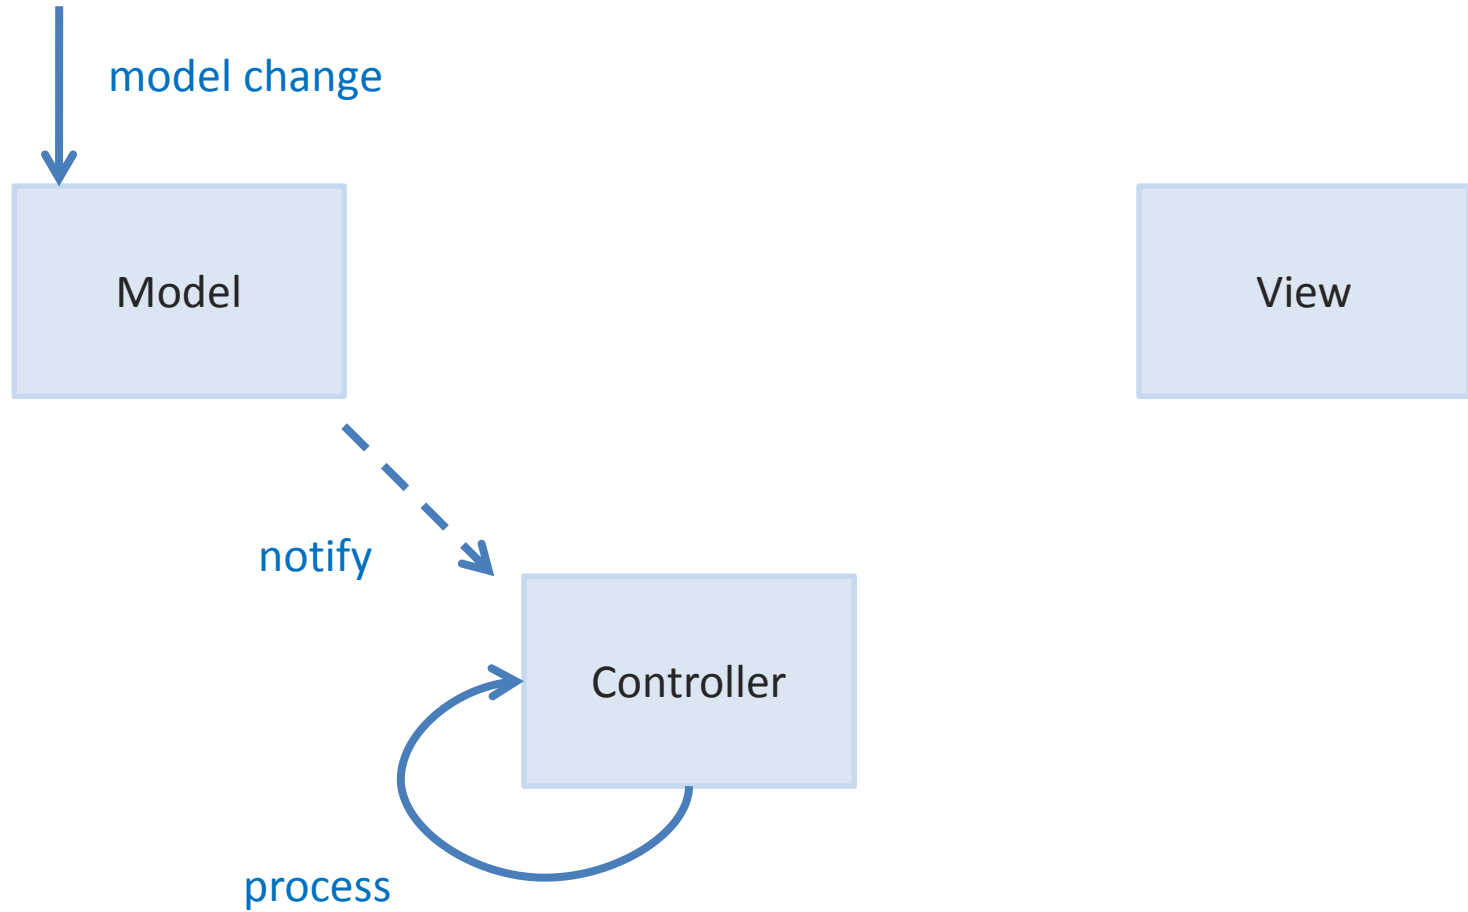 model change
Model
View
notify
Controller
process